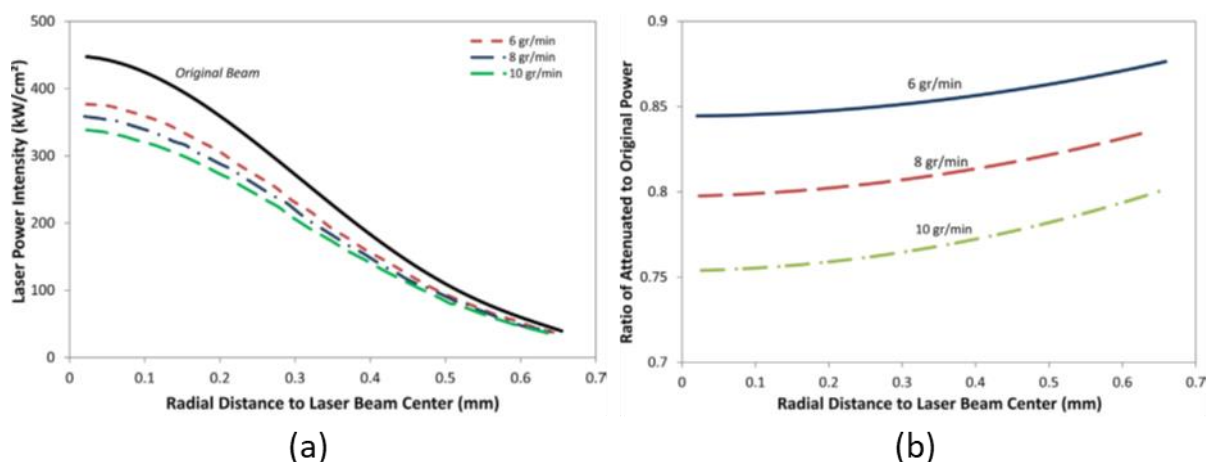 500
400
300
200
100
0
Laser Power Intensity (kW/cm²)
Original Beam
6 gr/min
8 gr/min
10 gr/min
0 0.1 0.2 0.3 0.4 0.5 0.6 0.7
Radial Distance to Laser Beam Center (mm)
(a)
0.9
0.85
0.8
0.75
0.7
Ratio of Attenuated to Original Power
6 gr/min
8 gr/min
10 gr/min
0 0.1 0.2 0.3 0.4 0.5 0.6 0.7
Radial Distance to Laser Beam Center (mm)
(b)